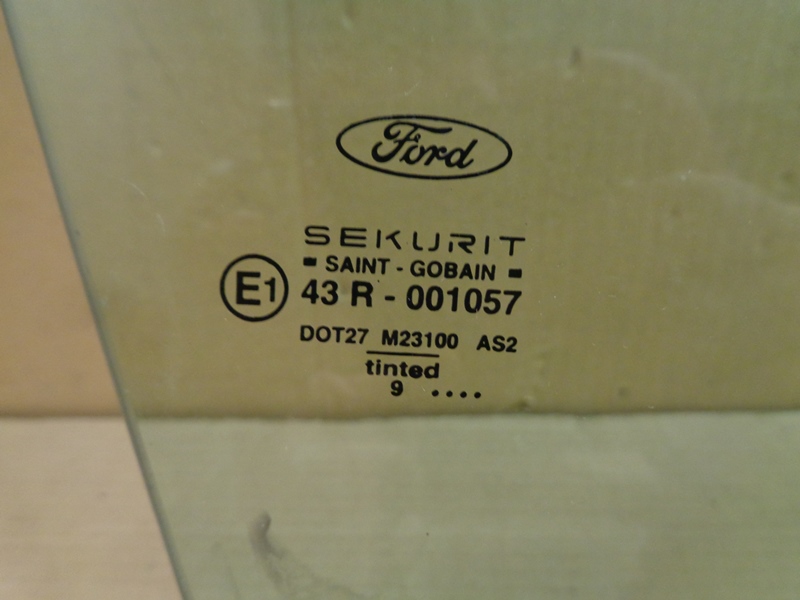 Ford
SEKURIT
SAINT - GOBAIN
E1
43 R - 001057
DOT27 M23100 AS2
tinted
9 ....